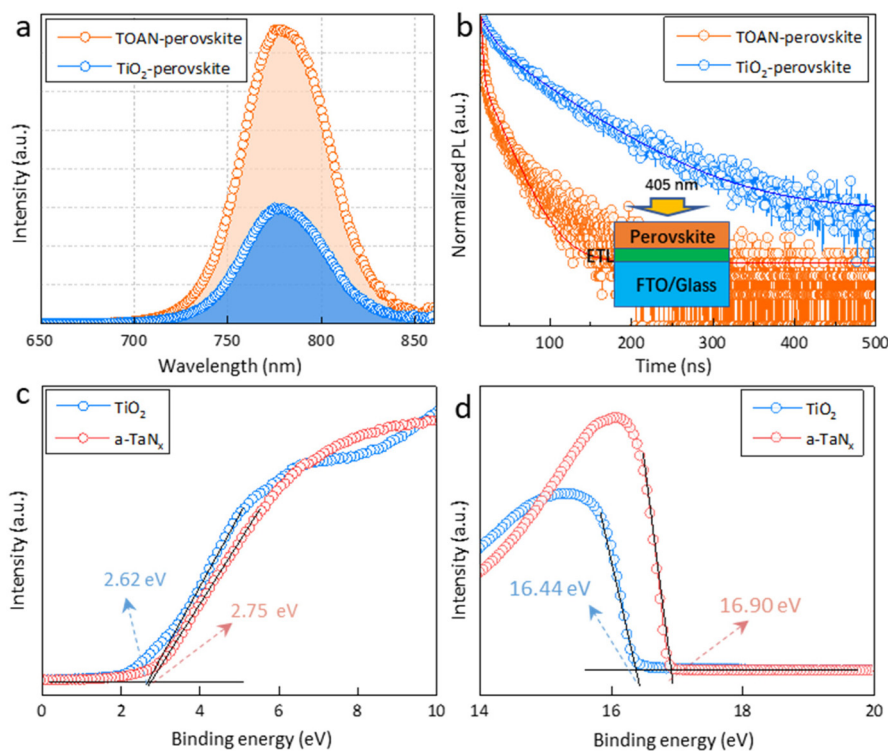 a
TOAN-perovskite
TiO₂-perovskite
Intensity (a.u.)
650 700 750 800 850
Wavelength (nm)
b
TOAN-perovskite
TiO₂-perovskite
Normalized PL (a.u.)
405 nm
Perovskite
ETL
FTO/Glass
100 200 300 400 500
Time (ns)
c
TiO₂
a-TaNₓ
Intensity (a.u.)
2.62 eV
2.75 eV
0 2 4 6 8 10
Binding energy (eV)
d
TiO₂
a-TaNₓ
Intensity (a.u.)
16.44 eV
16.90 eV
14 16 18 20
Binding energy (eV)